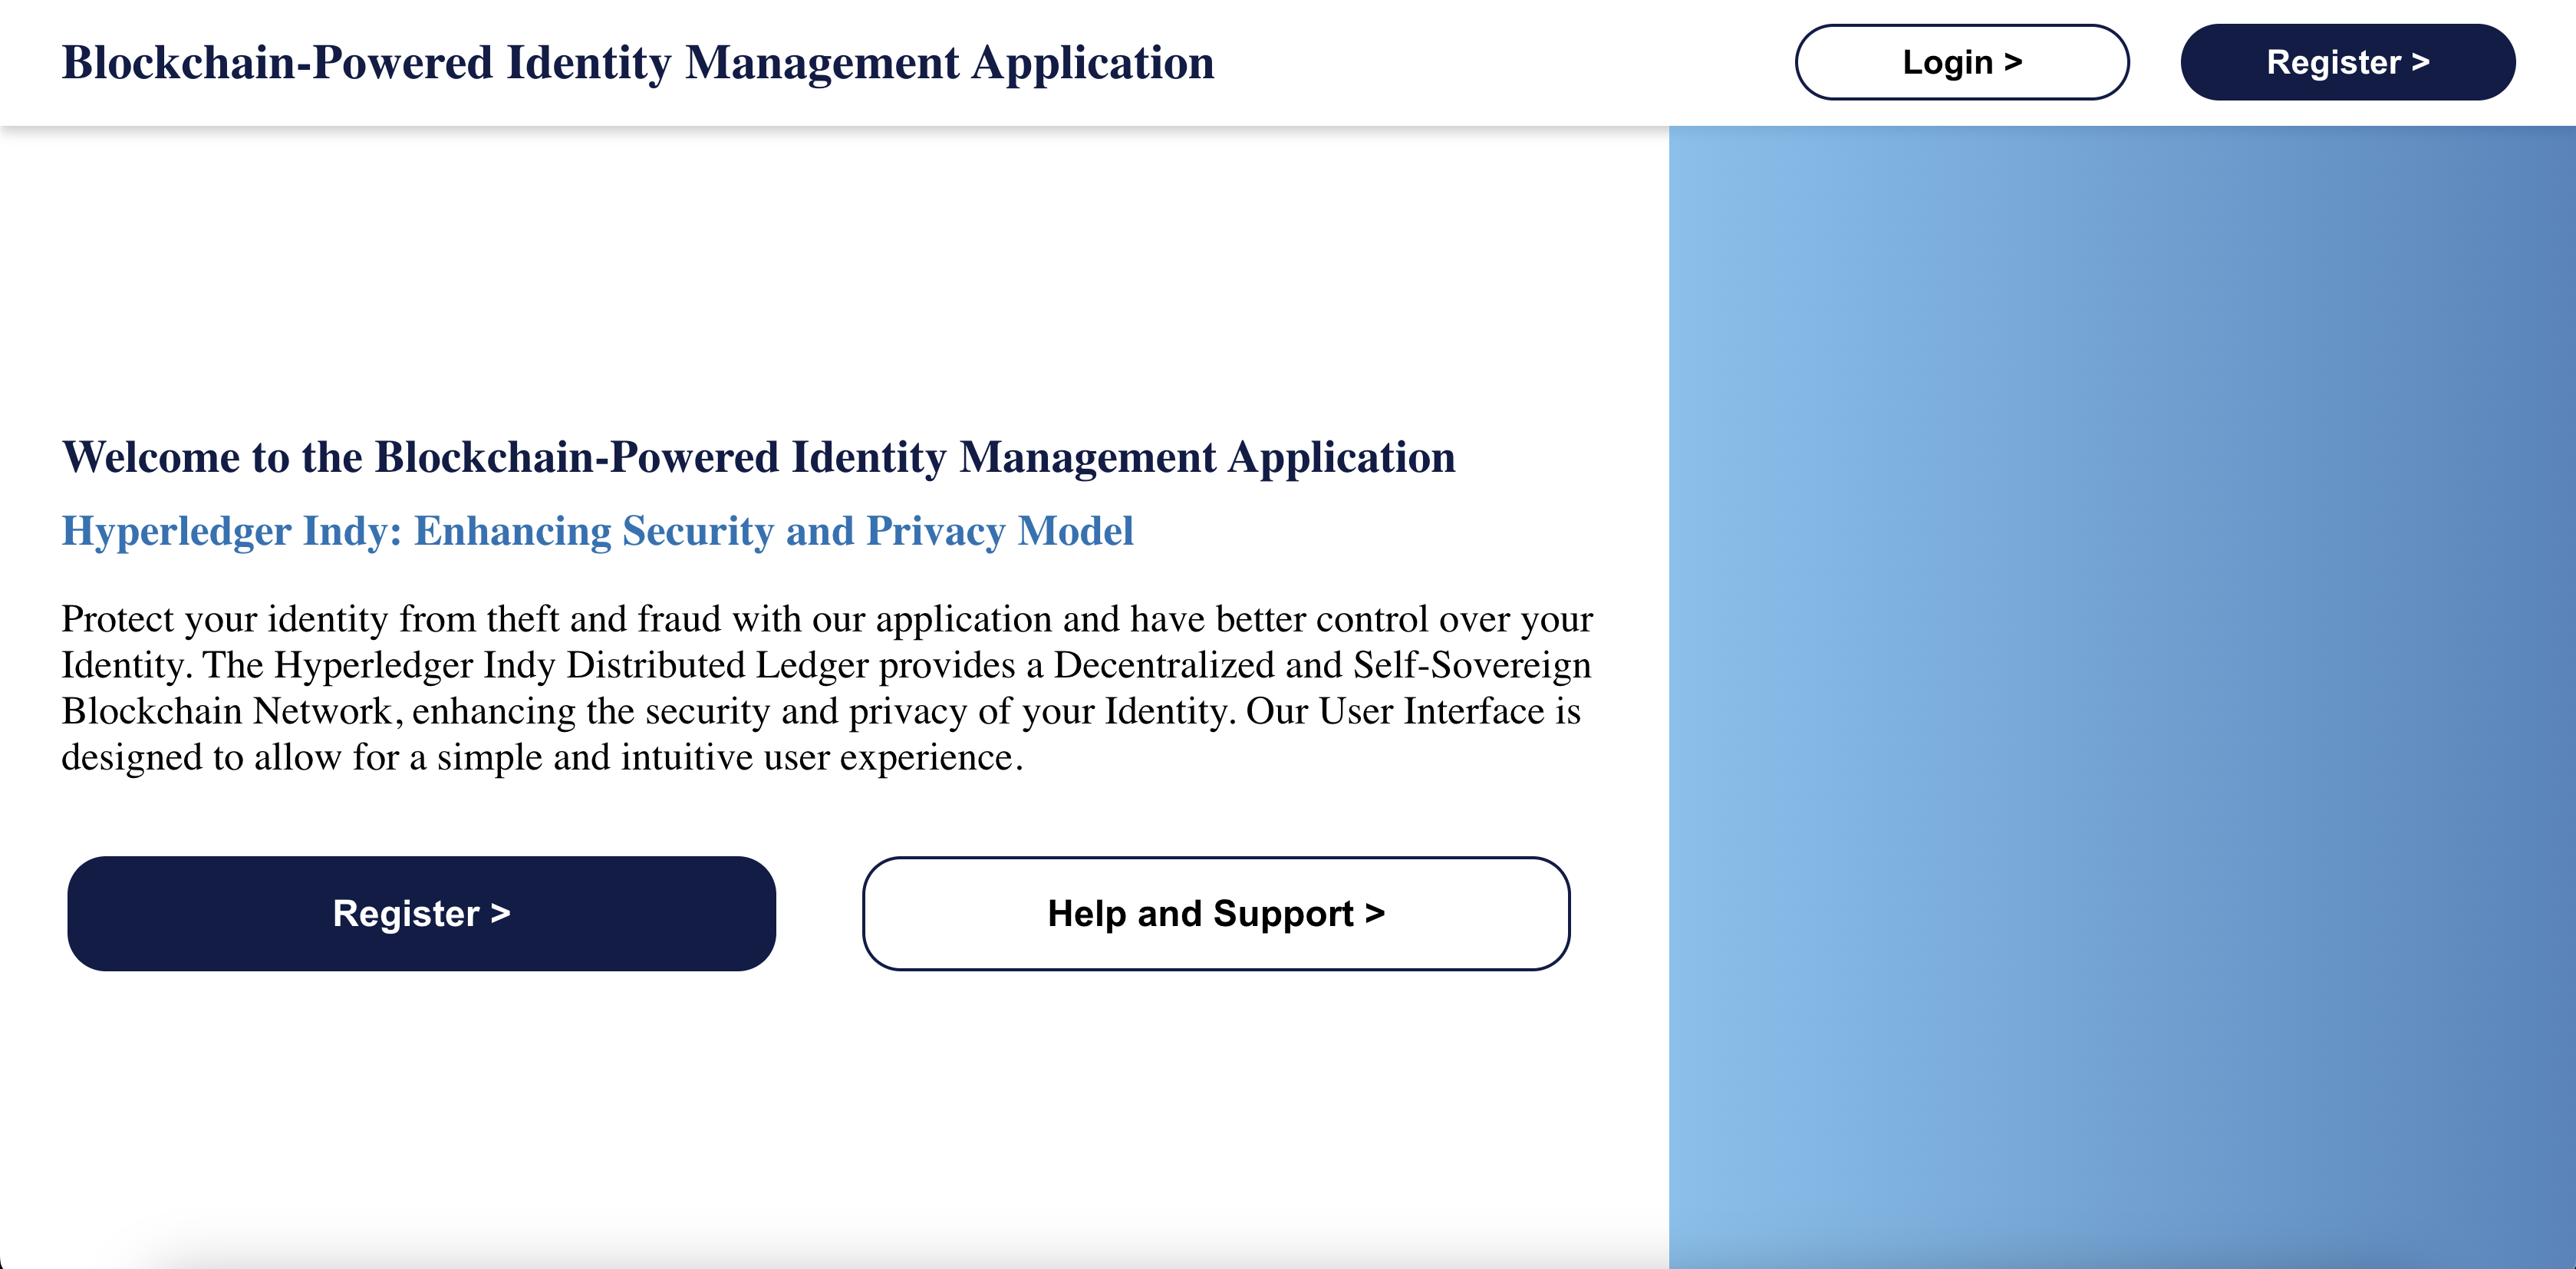 Blockchain-Powered Identity Management Application
Login >
Register >
Welcome to the Blockchain-Powered Identity Management Application
Hyperledger Indy: Enhancing Security and Privacy Model
Protect your identity from theft and fraud with our application and have better control over your
Identity. The Hyperledger Indy Distributed Ledger provides a Decentralized and Self-Sovereign
Blockchain Network, enhancing the security and privacy of your Identity. Our User Interface is
designed to allow for a simple and intuitive user experience.
Register >
Help and Support >